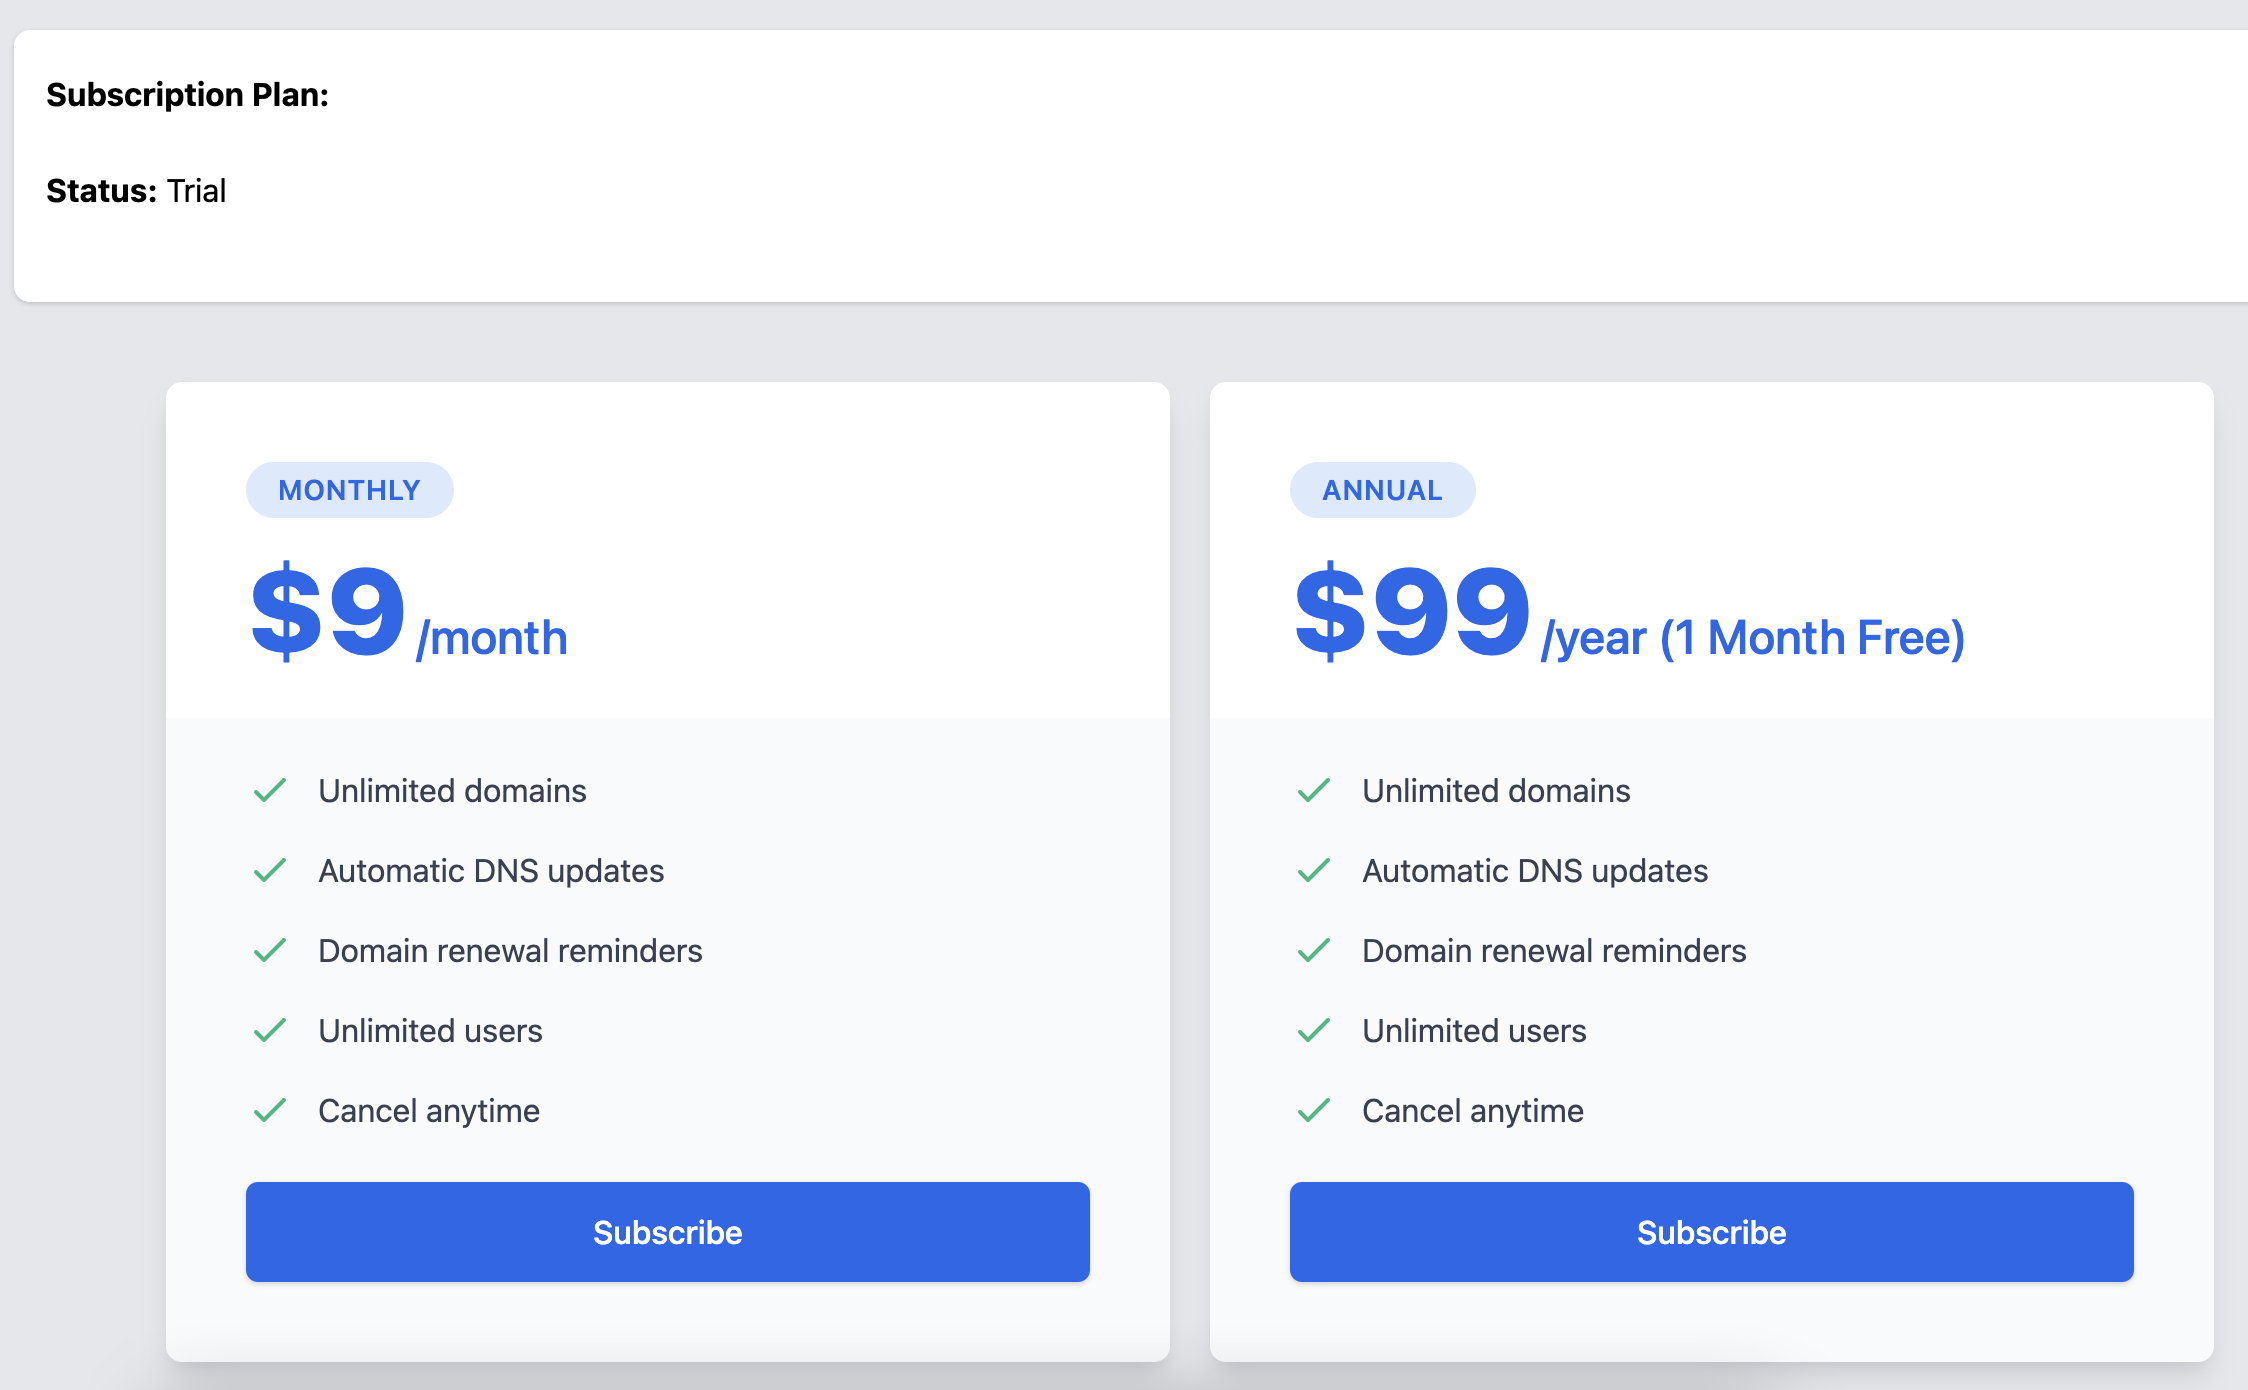 Subscription Plan:
Status: Trial
MONTHLY
$9 /month
Unlimited domains
Automatic DNS updates
Domain renewal reminders
Unlimited users
Cancel anytime
Subscribe
ANNUAL
$99 /year (1 Month Free)
Unlimited domains
Automatic DNS updates
Domain renewal reminders
Unlimited users
Cancel anytime
Subscribe